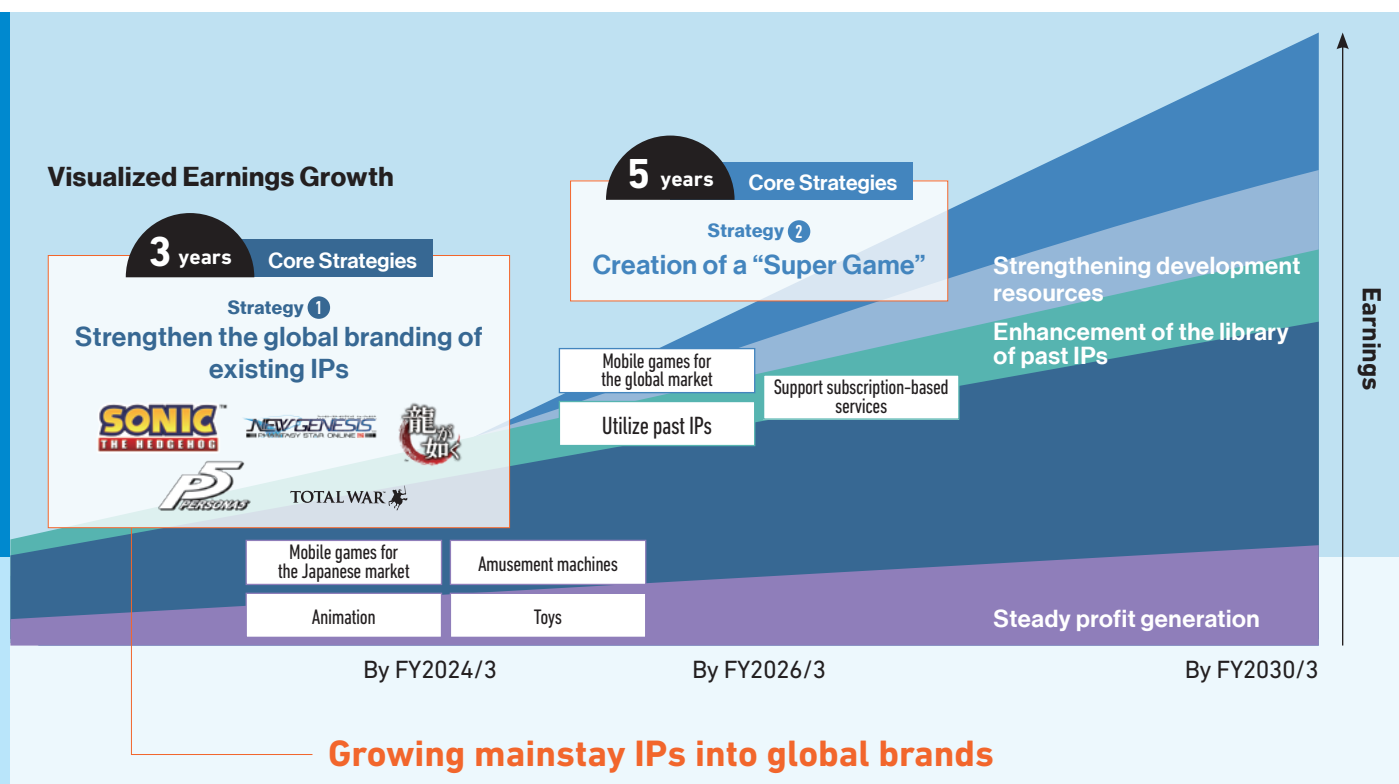 Visualized Earnings Growth
3 years
Core Strategies
Strategy 1
Strengthen the global branding of
existing IPs
SONIC™
THE HEDGEHOG
NEW GENESIS
PHANTASY STAR ONLINE 2
龍が
如く
P5
PERSONA5
TOTAL WAR
5 years
Core Strategies
Strategy 2
Creation of a “Super Game”
Mobile games for
the global market
Utilize past IPs
Support subscription-based
services
Strengthening development
resources
Enhancement of the library
of past IPs
Earnings
Mobile games for
the Japanese market
Amusement machines
Animation
Toys
Steady profit generation
By FY2024/3
By FY2026/3
By FY2030/3
Growing mainstay IPs into global brands